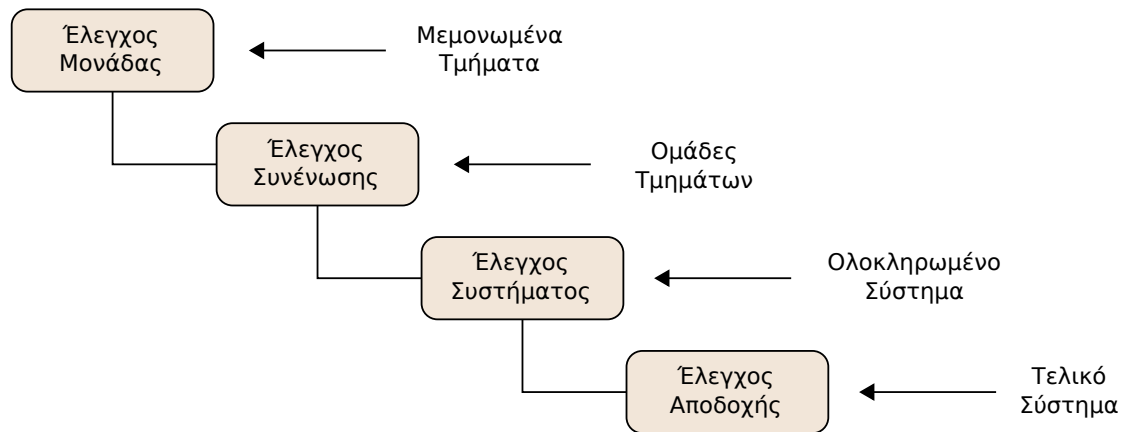 Έλεγχος
Μονάδας
Μεμονωμένα
Τμήματα
Έλεγχος
Συνένωσης
Ομάδες
Τμημάτων
Έλεγχος
Συστήματος
Ολοκληρωμένο
Σύστημα
Έλεγχος
Αποδοχής
Τελικό
Σύστημα